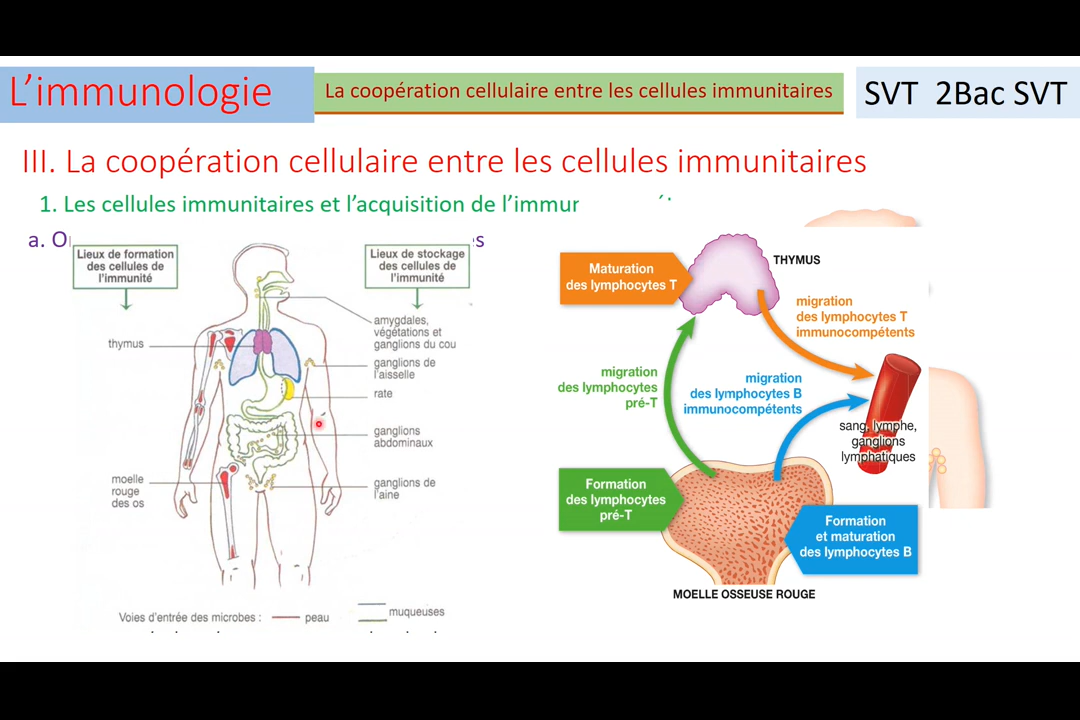 L'immunologie
La coopération cellulaire entre les cellules immunitaires
SVT 2Bac SVT
III. La coopération cellulaire entre les cellules immunitaires
1. Les cellules immunitaires et l'acquisition de
a.
Lieux de formation
des cellules de
l'immunité
Lieux de stockage
des cellules de
l'immunité
thymus
moelle
rouge
des os
amygdales,
végétations et
ganglions du cou
ganglions de
l'aisselle
rate
ganglions
abdominaux
ganglions de
l'aine
Voies d'entrée des microbes :
peau
muqueuses
Maturation
des lymphocytes T
THYMUS
migration
des lymphocytes T
immunocompétents
migration
des lymphocytes
pré-T
migration
des lymphocytes B
immunocompétents
sang, lymphe,
ganglions
lymphatiques
Formation
des lymphocytes
pré-T
Formation
et maturation
des lymphocytes B
MOELLE OSSEUSE ROUGE